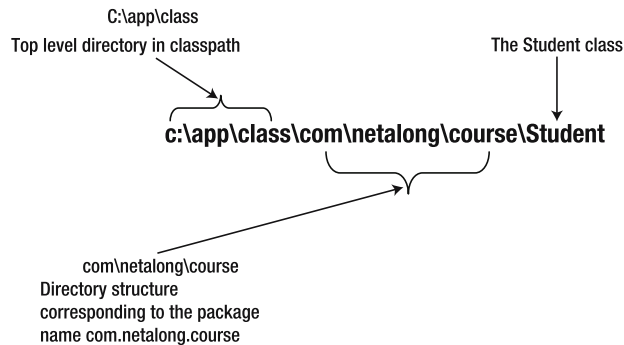 C:\app\class
Top level directory in classpath
The Student class
c:\app\class\com\netalong\course\Student
com\netalong\course
Directory structure
corresponding to the package
name com.netalong.course